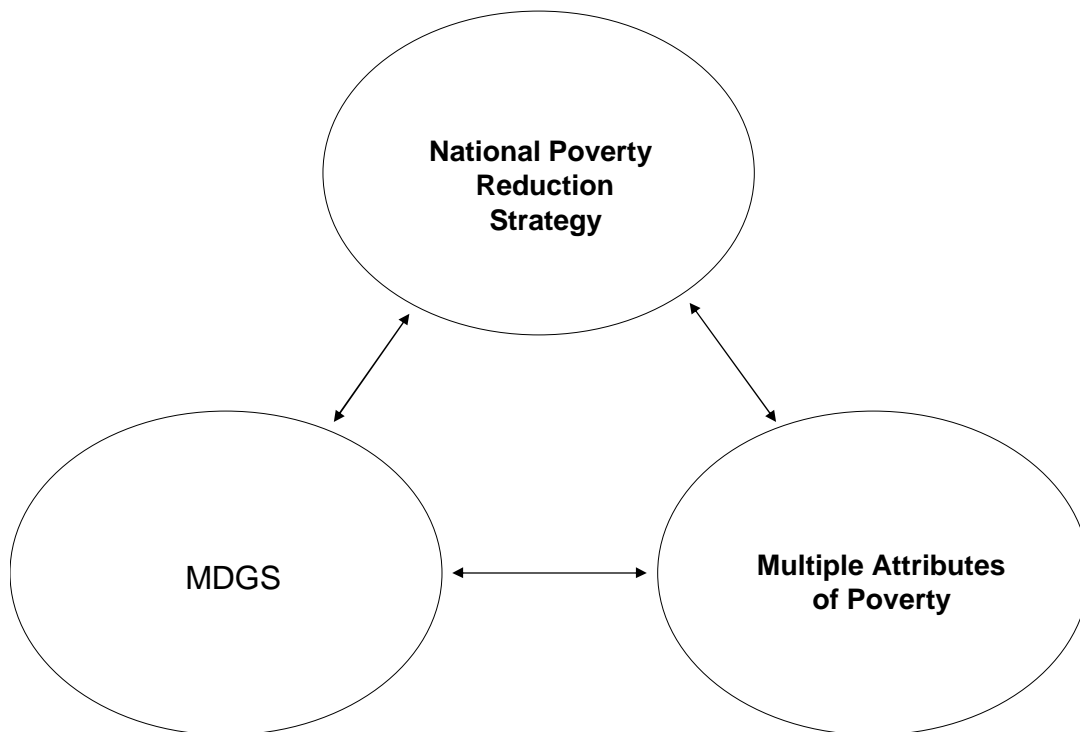 National Poverty
Reduction
Strategy
MDGS
Multiple Attributes
of Poverty